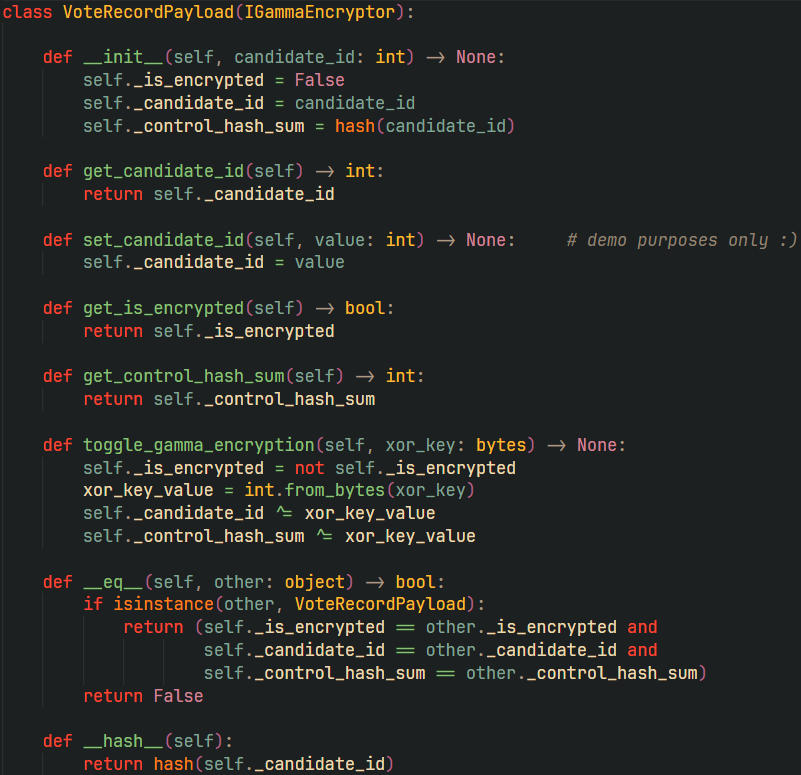 class VoteRecordPayload(IGammaEncryptor):
    def __init__(self, candidate_id: int) -> None:
        self._is_encrypted = False
        self._candidate_id = candidate_id
        self._control_hash_sum = hash(candidate_id)
    def get_candidate_id(self) -> int:
        return self._candidate_id
    def set_candidate_id(self, value: int) -> None:     # demo purposes only :)
        self._candidate_id = value
    def get_is_encrypted(self) -> bool:
        return self._is_encrypted
    def get_control_hash_sum(self) -> int:
        return self._control_hash_sum
    def toggle_gamma_encryption(self, xor_key: bytes) -> None:
        self._is_encrypted = not self._is_encrypted
        xor_key_value = int.from_bytes(xor_key)
        self._candidate_id ^= xor_key_value
        self._control_hash_sum ^= xor_key_value
    def __eq__(self, other: object) -> bool:
        if isinstance(other, VoteRecordPayload):
            return (self._is_encrypted == other._is_encrypted and
                    self._candidate_id == other._candidate_id and
                    self._control_hash_sum == other._control_hash_sum)
        return False
    def __hash__(self):
        return hash(self._candidate_id)